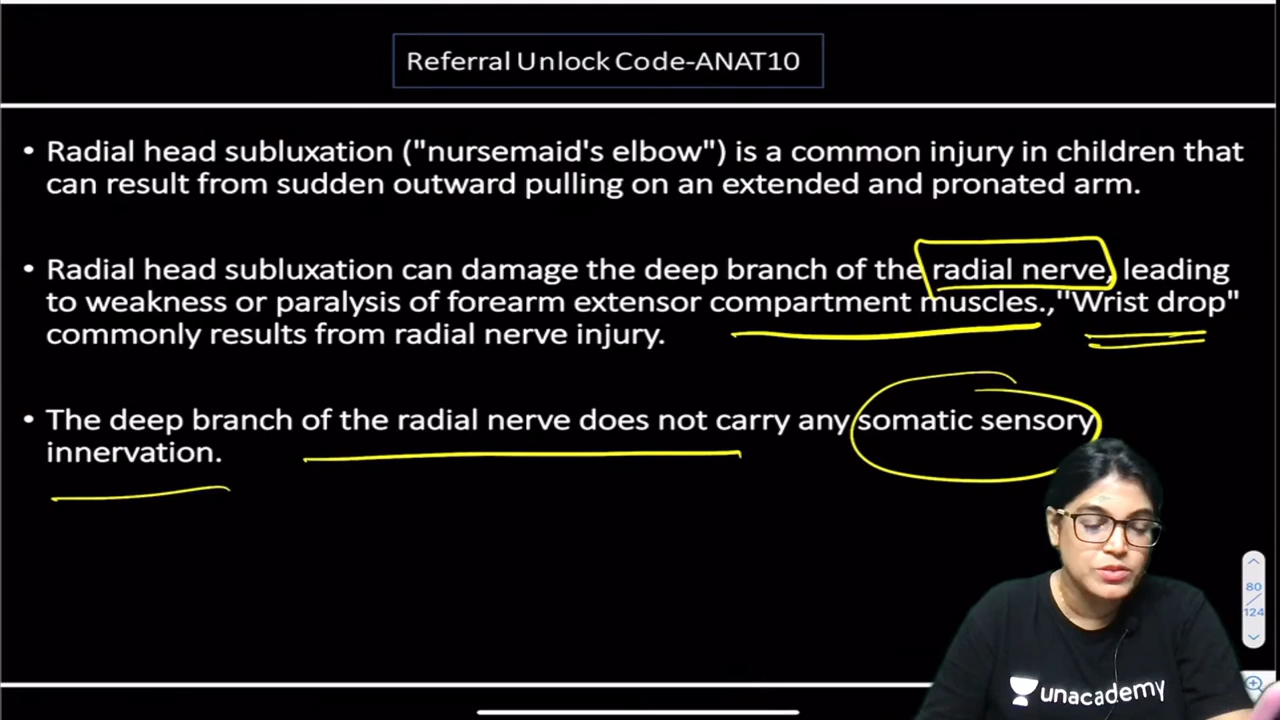 Referral Unlock Code-ANAT10
• Radial head subluxation ("nursemaid's elbow") is a common injury in children that
can result from sudden outward pulling on an extended and pronated arm.
• Radial head subluxation can damage the deep branch of the radial nerve, leading
to weakness or paralysis of forearm extensor compartment muscles., "Wrist drop"
commonly results from radial nerve injury.
• The deep branch of the radial nerve does not carry any somatic sensory
innervation.
80
124
unacademy